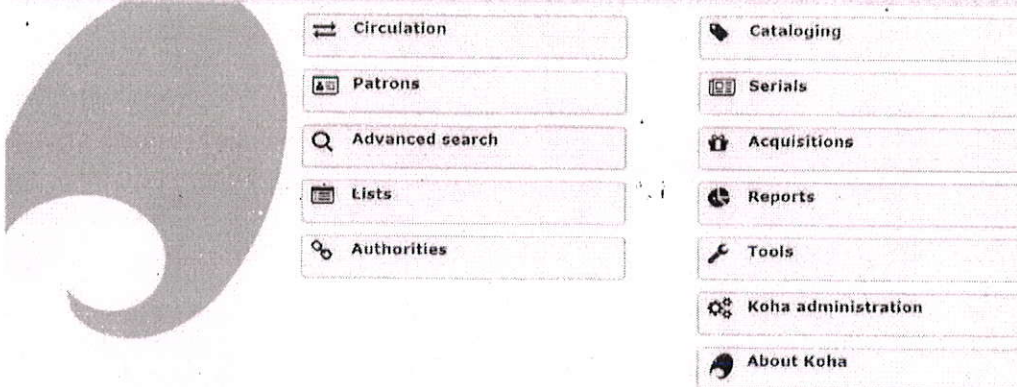 Circulation
Patrons
Advanced search
Lists
Authorities
Cataloging
Serials
Acquisitions
Reports
Tools
Koha administration
About Koha